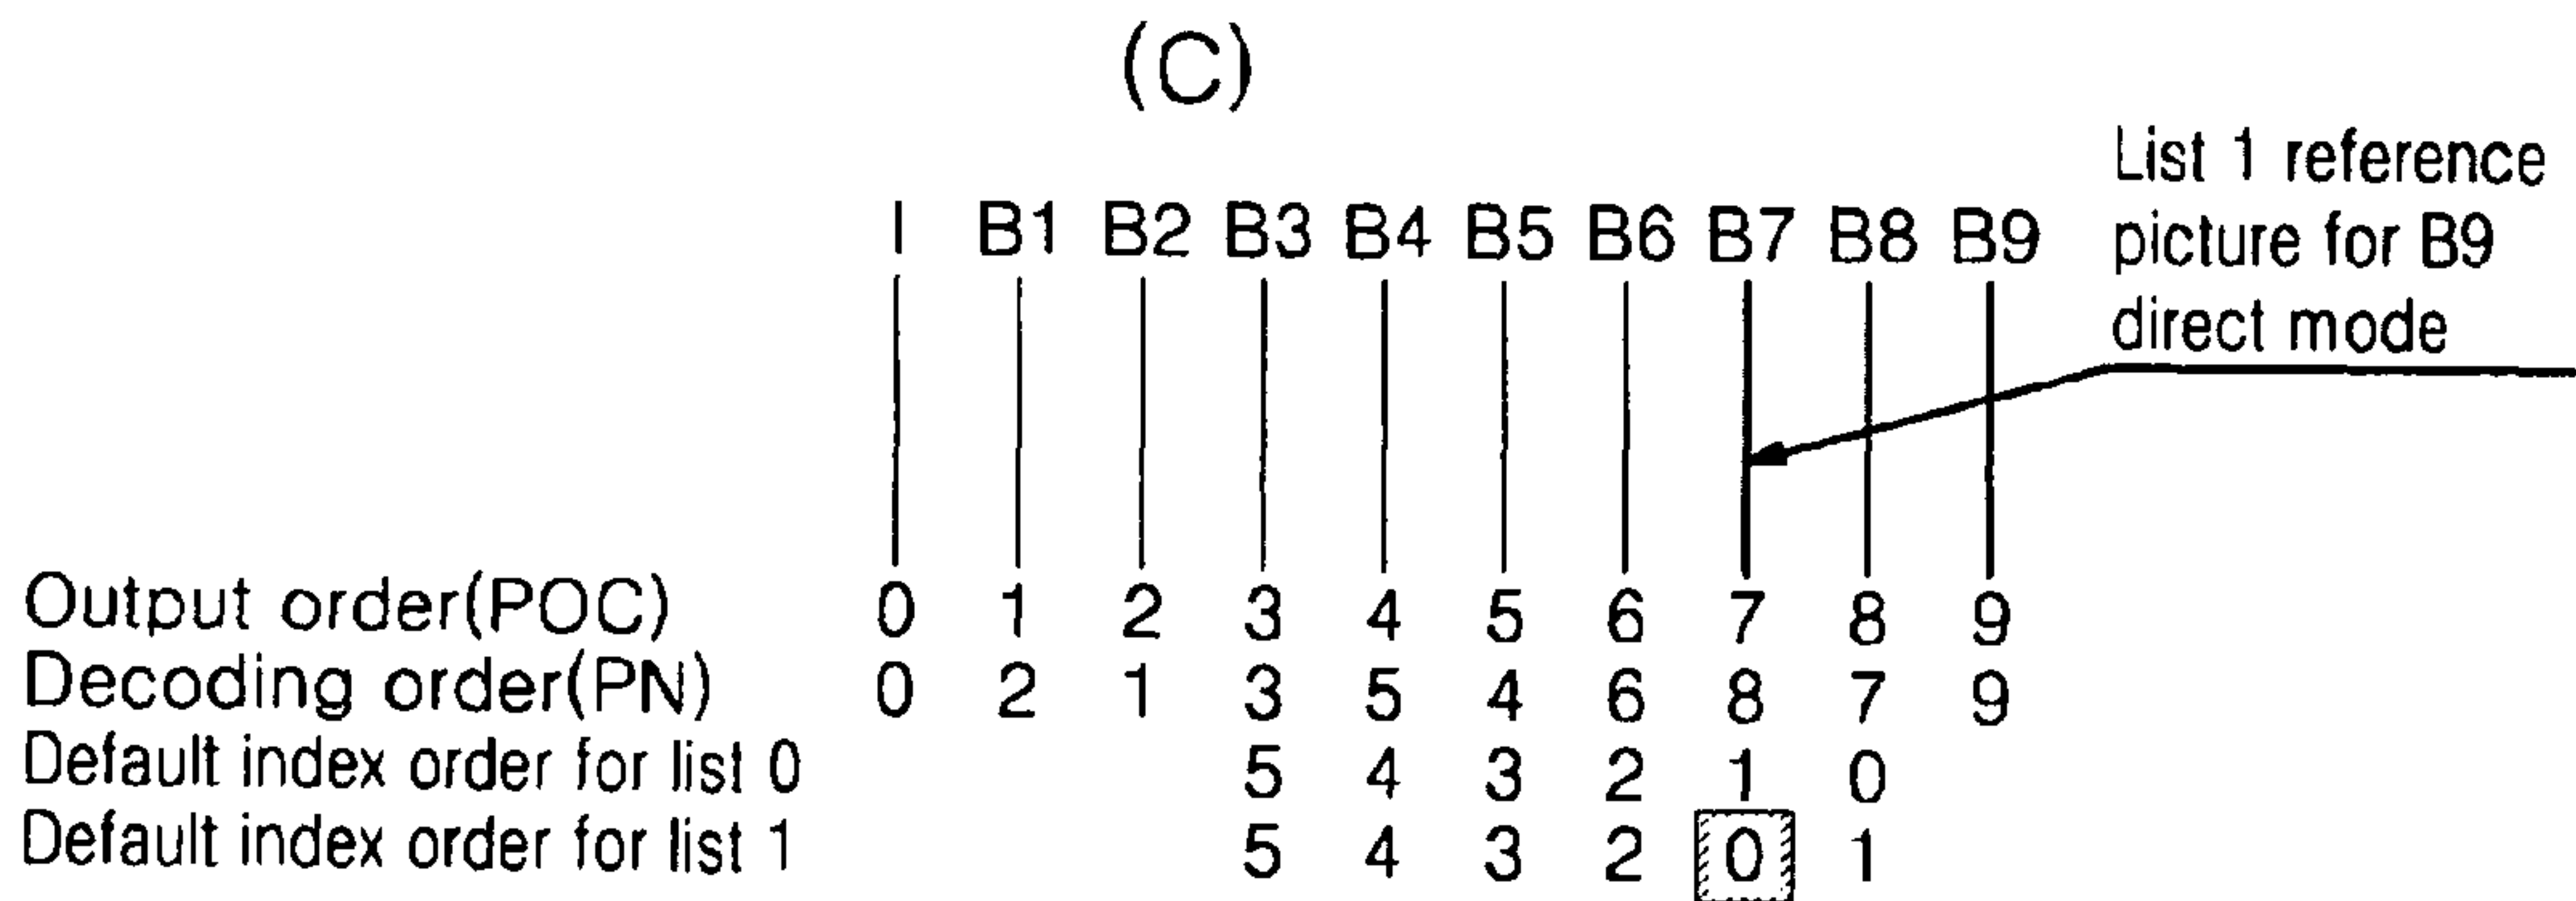 (C)
List 1 reference
picture for B9
direct mode
I B1 B2 B3 B4 B5 B6 B7 B8 B9
Output order(POC) 0 1 2 3 4 5 6 7 8 9
Decoding order(PN) 0 2 1 3 5 4 6 8 7 9
Default index order for list 0 5 4 3 2 1 0
Default index order for list 1 5 4 3 2 0 1